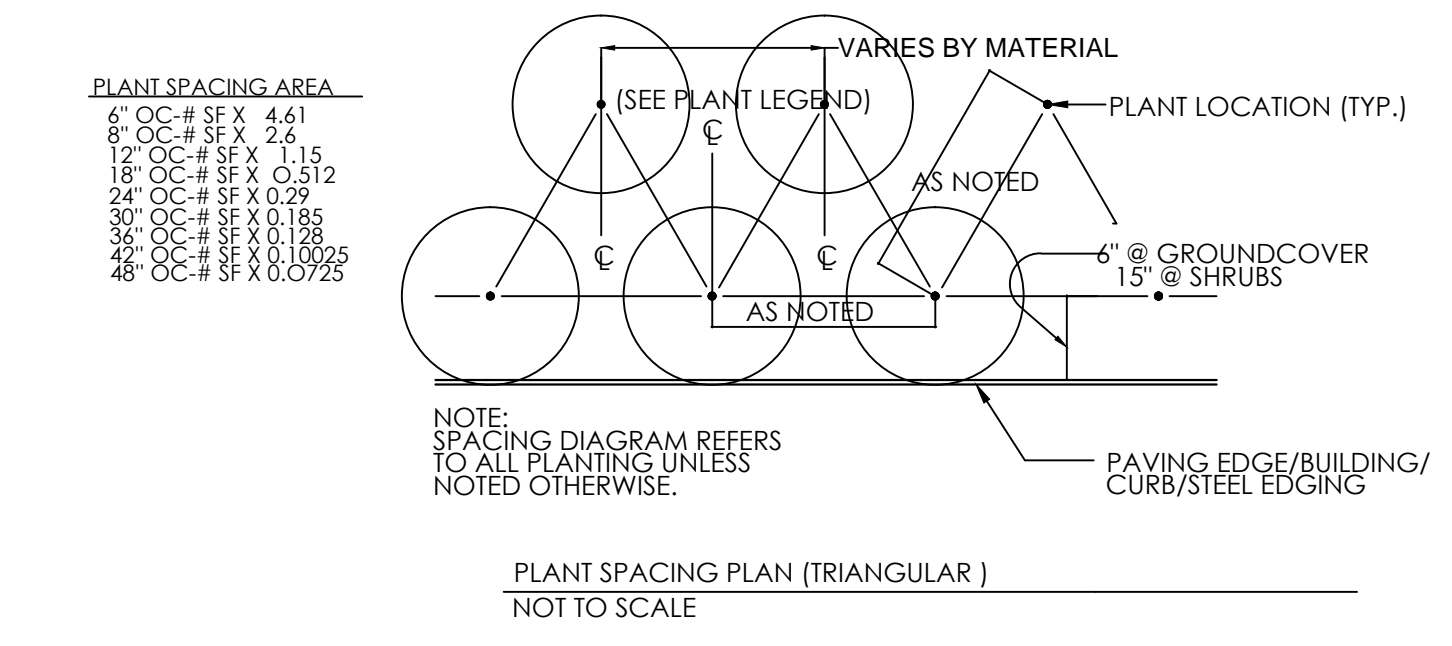 PLANT SPACING AREA
6" OC-# SF X 4.61
8" OC-# SF X 2.6
12" OC-# SF X 1.15
18" OC-# SF X O.512
24" OC-# SF X 0.29
30" OC-# SF X 0.185
36" OC-# SF X 0.128
42" OC-# SF X 0.10025
48" OC-# SF X 0.O725
VARIES BY MATERIAL
(SEE PLANT LEGEND)
℄
PLANT LOCATION (TYP.)
AS NOTED
℄
℄
6" @ GROUNDCOVER
15" @ SHRUBS
AS NOTED
NOTE:
SPACING DIAGRAM REFERS
TO ALL PLANTING UNLESS
NOTED OTHERWISE.
PAVING EDGE/BUILDING/
CURB/STEEL EDGING
PLANT SPACING PLAN (TRIANGULAR )
NOT TO SCALE